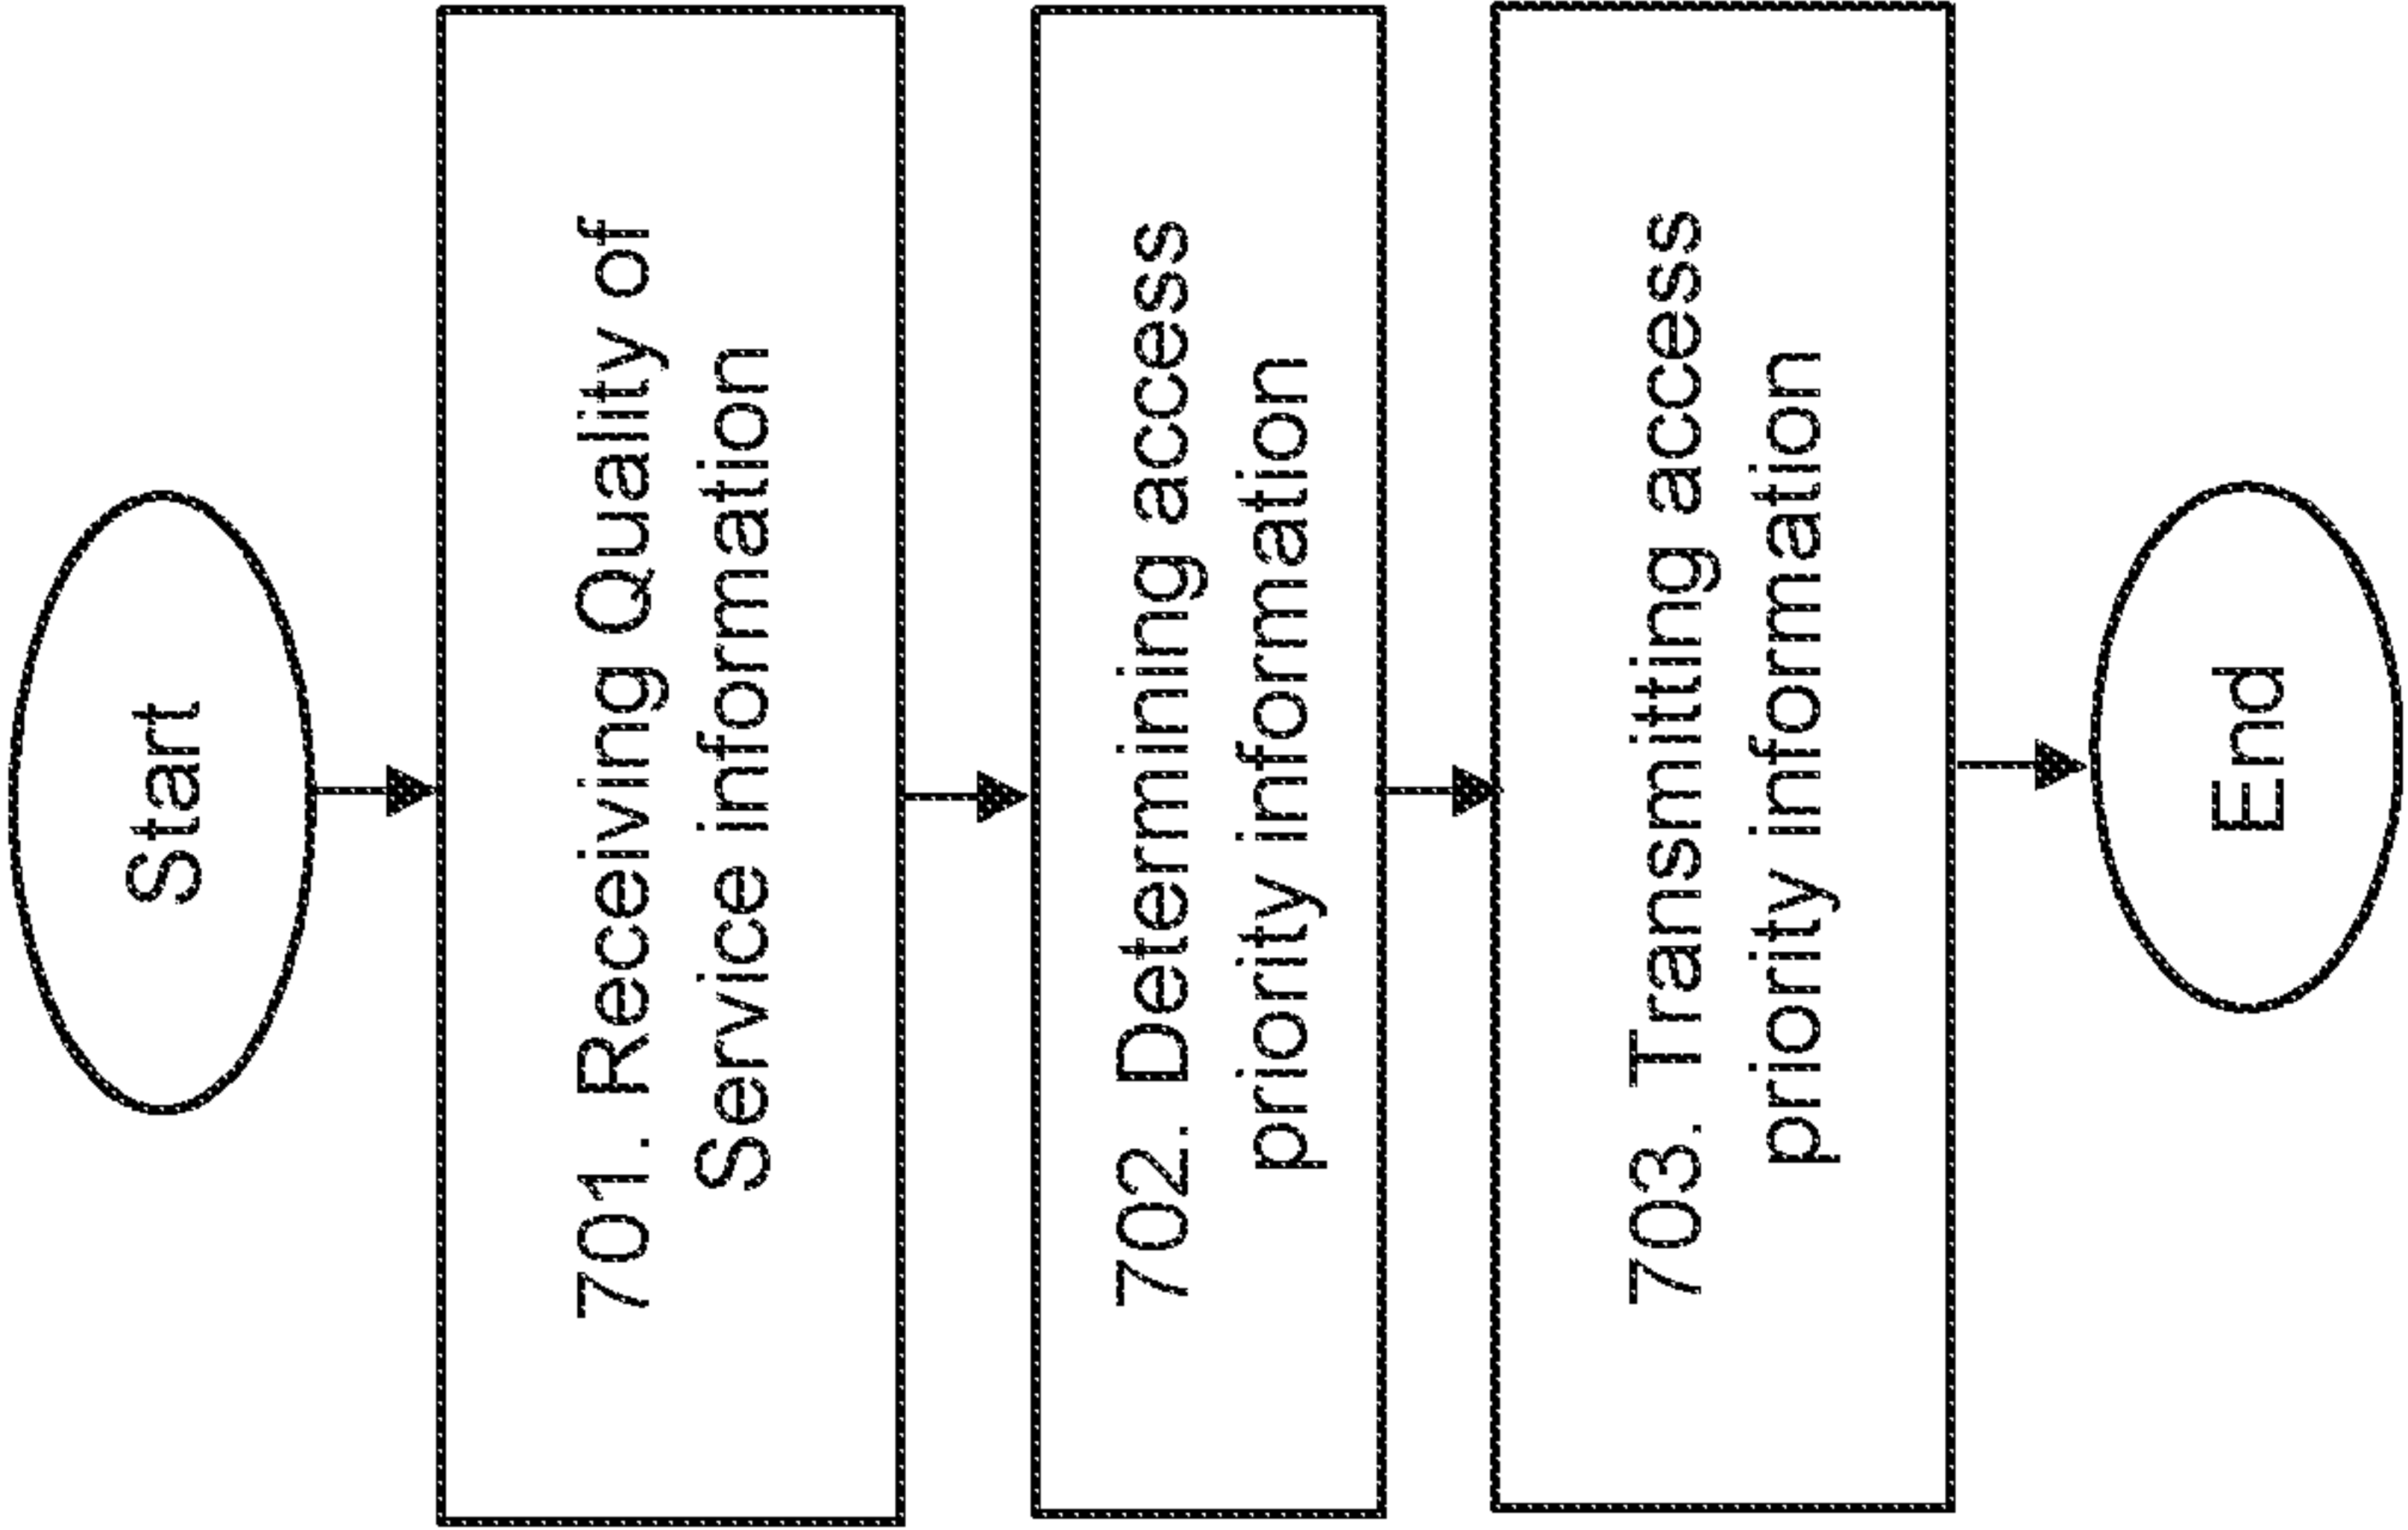 Start
701. Receiving Quality of
Service information
702. Determining access
priority information
703. Transmitting access
priority information
End